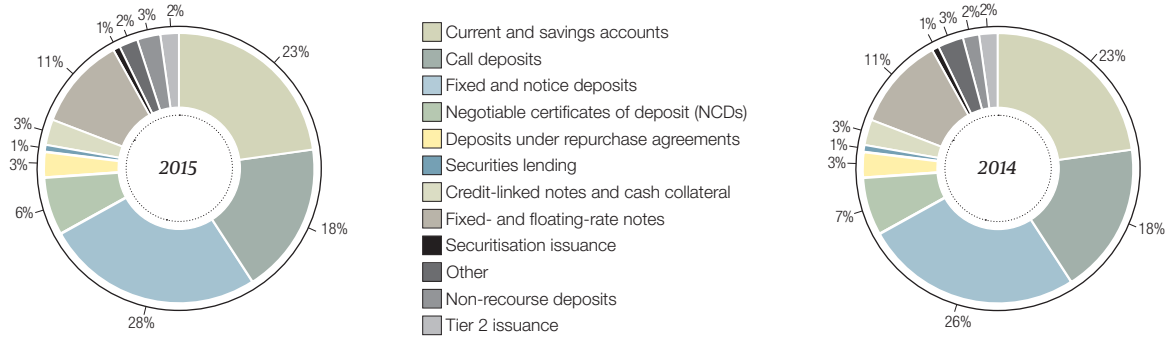 1%
2%
3%
2%
23%
11%
3%
1%
3%
6%
18%
28%
2015
Current and savings accounts
Call deposits
Fixed and notice deposits
Negotiable certificates of deposit (NCDs)
Deposits under repurchase agreements
Securities lending
Credit-linked notes and cash collateral
Fixed- and floating-rate notes
Securitisation issuance
Other
Non-recourse deposits
Tier 2 issuance
1%
3%
2%
2%
23%
11%
3%
1%
3%
7%
18%
26%
2014